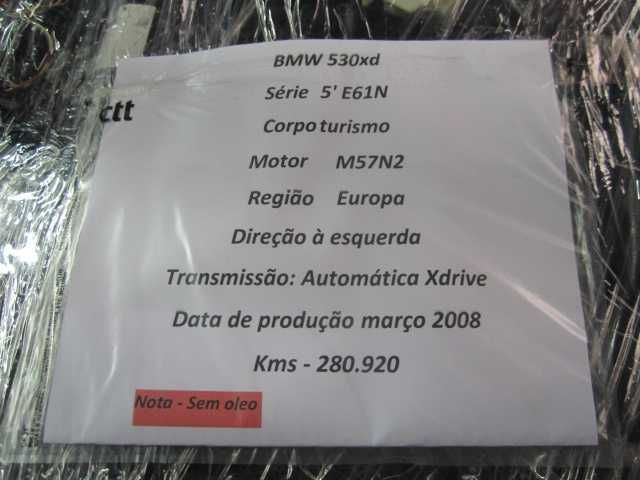 BMW 530xd
Série 5' E61N
ctt
Corpo turismo
Motor M57N2
Região Europa
Direção à esquerda
Transmissão: Automática Xdrive
Data de produção março 2008
Kms - 280.920
Nota - Sem oleo